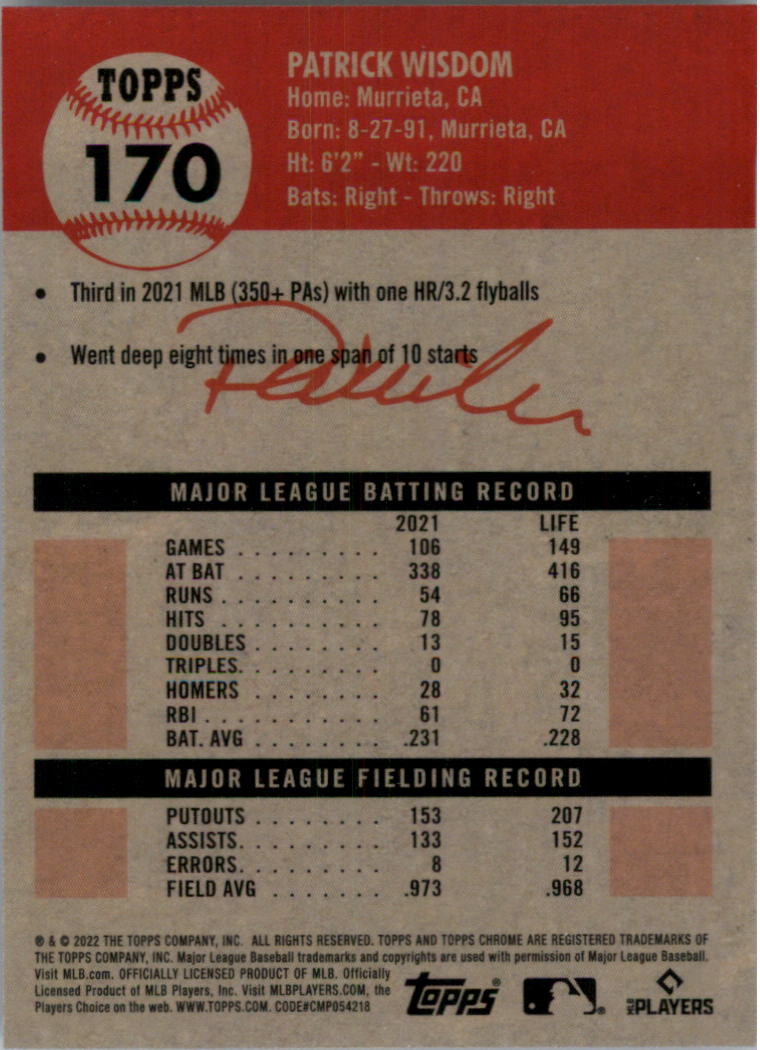 TOPPS
170
PATRICK WISDOM
Home: Murrieta, CA
Born: 8-27-91, Murrieta, CA
Ht: 6'2" - Wt: 220
Bats: Right - Throws: Right
• Third in 2021 MLB (350+ PAs) with one HR/3.2 flyballs
• Went deep eight times in one span of 10 starts
MAJOR LEAGUE BATTING RECORD
2021 LIFE
GAMES . . . . . . . . . 106 149
AT BAT . . . . . . . . . 338 416
RUNS . . . . . . . . . . 54 66
HITS . . . . . . . . . . 78 95
DOUBLES . . . . . . . . 13 15
TRIPLES. . . . . . . . . 0 0
HOMERS . . . . . . . . 28 32
RBI . . . . . . . . . . . 61 72
BAT. AVG . . . . . . . . .231 .228
MAJOR LEAGUE FIELDING RECORD
PUTOUTS . . . . . . . . 153 207
ASSISTS. . . . . . . . . 133 152
ERRORS. . . . . . . . . 8 12
FIELD AVG . . . . . . . .973 .968
® & © 2022 THE TOPPS COMPANY, INC. ALL RIGHTS RESERVED. TOPPS AND TOPPS CHROME ARE REGISTERED TRADEMARKS OF
THE TOPPS COMPANY, INC. Major League Baseball trademarks and copyrights are used with permission of Major League Baseball.
Visit MLB.com. OFFICIALLY LICENSED PRODUCT OF MLB. Officially
Licensed Product of MLB Players, Inc. Visit MLBPLAYERS.COM, the
Players Choice on the web. WWW.TOPPS.COM. CODE#CMP054218
topps®
MLB PLAYERS